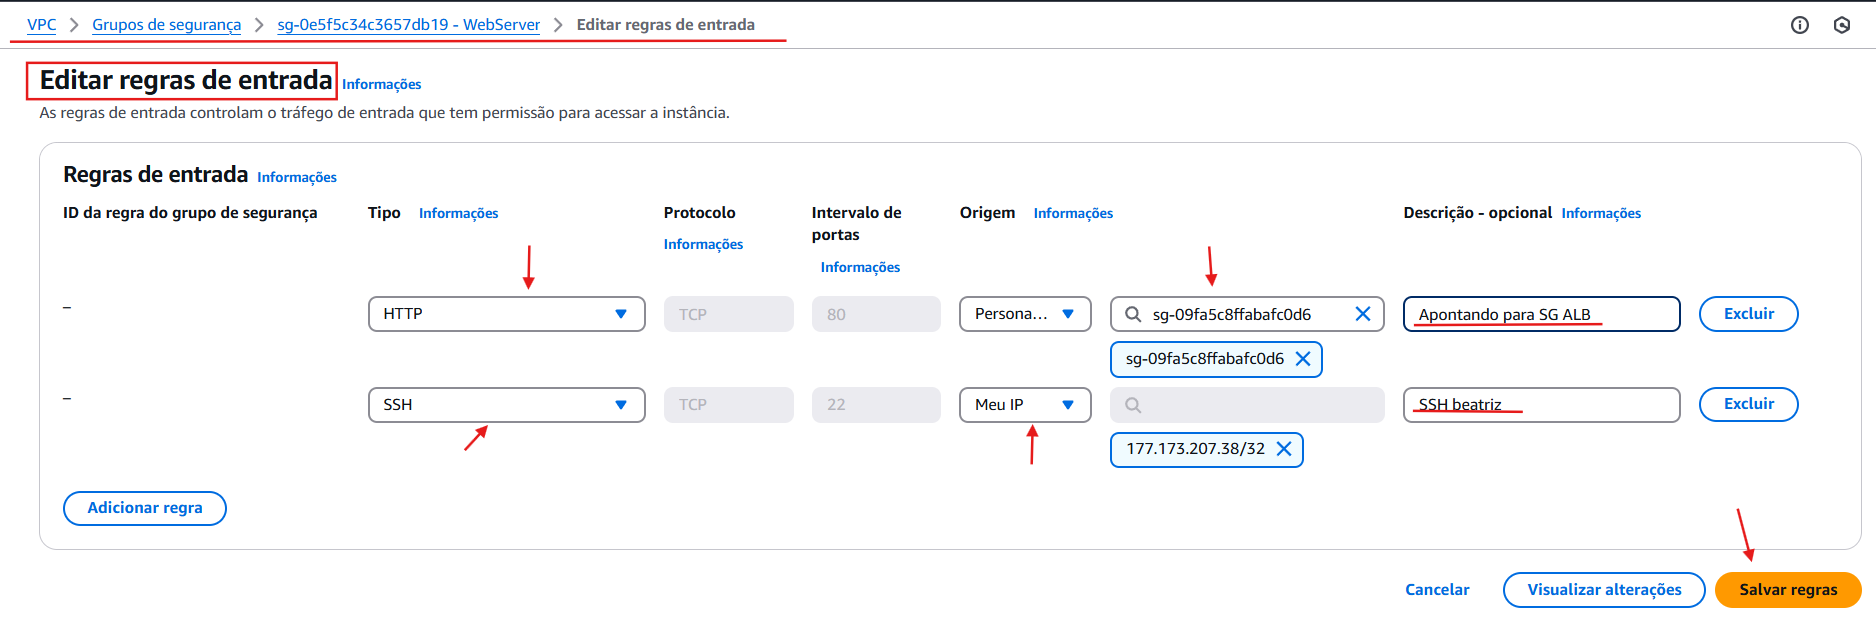 VPC > Grupos de segurança > sg-0e5f5c34c3657db19 - WebServer > Editar regras de entrada
Editar regras de entrada Informações
As regras de entrada controlam o tráfego de entrada que tem permissão para acessar a instância.
Regras de entrada Informações
ID da regra do grupo de segurança
Tipo Informações
Protocolo
Informações
Intervalo de
portas
Informações
Origem Informações
Descrição - opcional Informações
–
HTTP
TCP
80
Persona...
sg-09fa5c8ffabafc0d6
Apontando para SG ALB
Excluir
sg-09fa5c8ffabafc0d6
–
SSH
TCP
22
Meu IP
SSH beatriz
Excluir
177.173.207.38/32
Adicionar regra
Cancelar
Visualizar alterações
Salvar regras